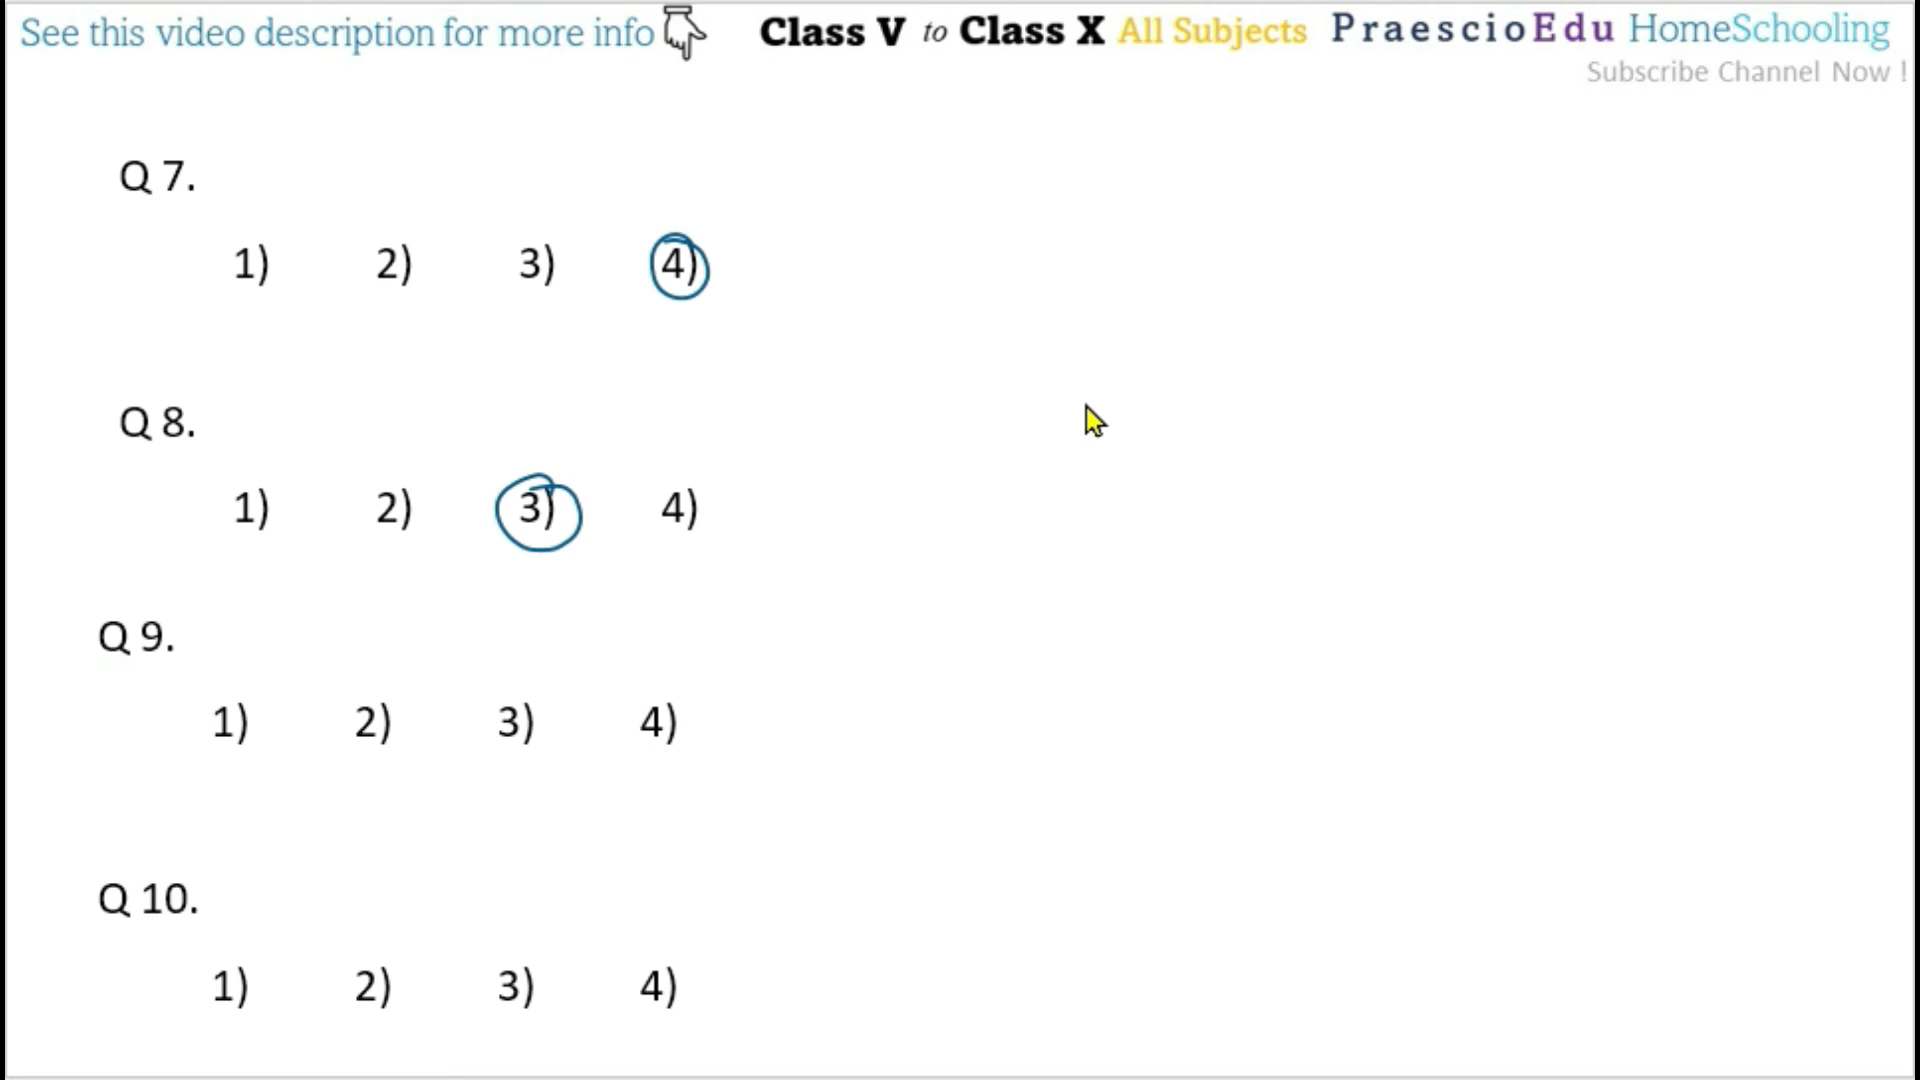 See this video description for more info Class V to Class X All Subjects PraescioEdu HomeSchooling
Subscribe Channel Now !
Q 7.
1) 2) 3) 4)
Q 8.
1) 2) 3) 4)
Q 9.
1) 2) 3) 4)
Q 10.
1) 2) 3) 4)